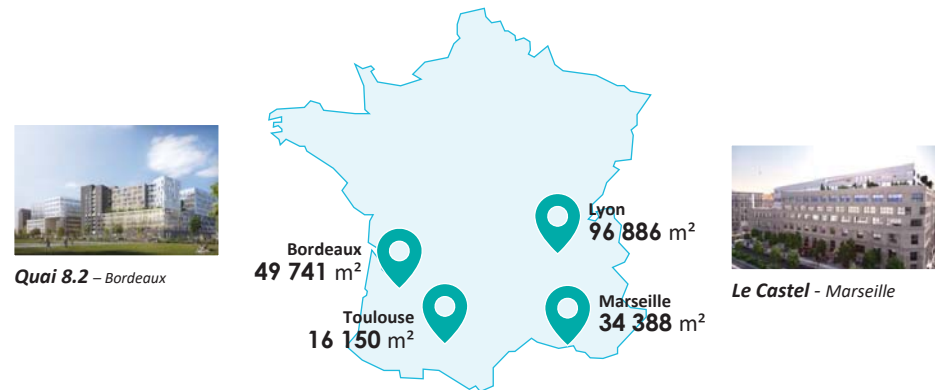 Lyon
96 886 m²
Bordeaux
49 741 m²
Quai 8.2 – Bordeaux
Marseille
34 388 m²
Le Castel - Marseille
Toulouse
16 150 m²